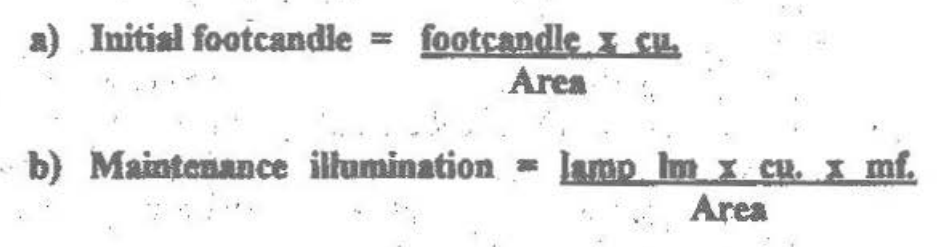 a) Initial footcandle = footcandle x cu.
Area
b) Maintenance illumination = lamp lm x cu. x mf.
Area